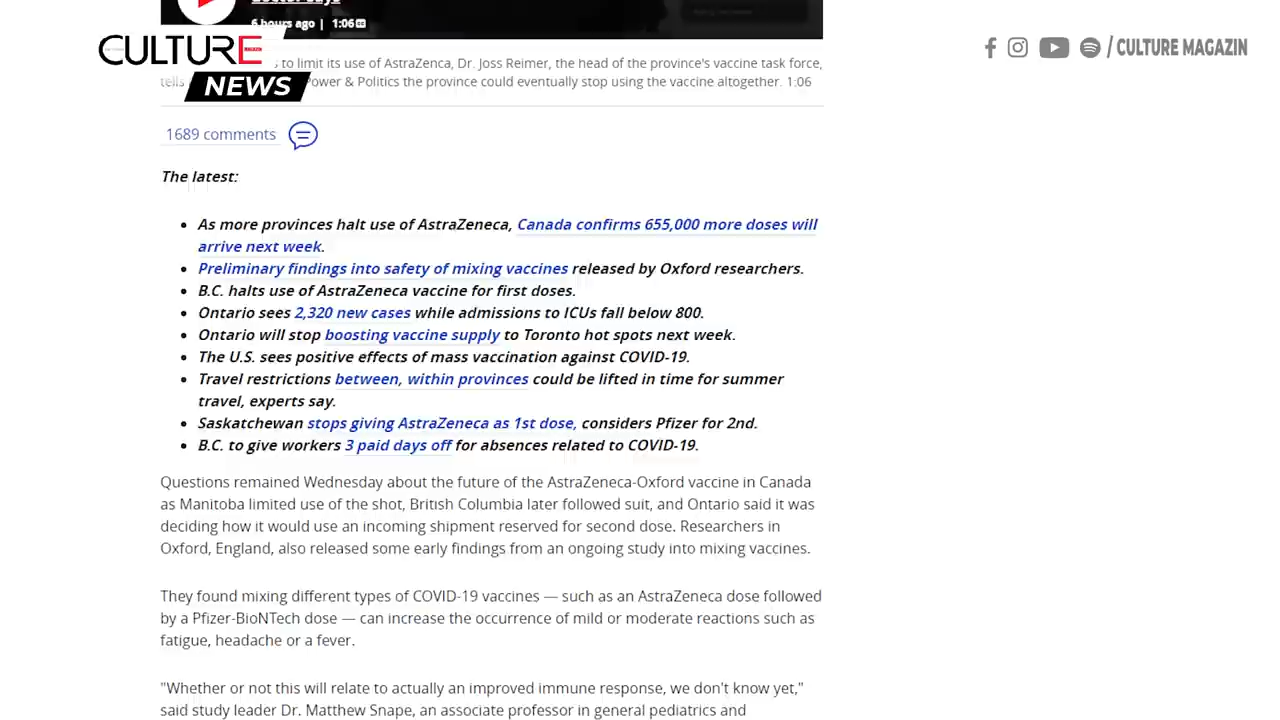 doctor says
6 hours ago | 1:06
CULTURE
NEWS
/ CULTURE MAGAZIN
to limit its use of AstraZenca, Dr. Joss Reimer, the head of the province's vaccine task force,
tells Power & Politics the province could eventually stop using the vaccine altogether. 1:06
1689 comments
The latest:
• As more provinces halt use of AstraZeneca, Canada confirms 655,000 more doses will
arrive next week.
• Preliminary findings into safety of mixing vaccines released by Oxford researchers.
• B.C. halts use of AstraZeneca vaccine for first doses.
• Ontario sees 2,320 new cases while admissions to ICUs fall below 800.
• Ontario will stop boosting vaccine supply to Toronto hot spots next week.
• The U.S. sees positive effects of mass vaccination against COVID-19.
• Travel restrictions between, within provinces could be lifted in time for summer
travel, experts say.
• Saskatchewan stops giving AstraZeneca as 1st dose, considers Pfizer for 2nd.
• B.C. to give workers 3 paid days off for absences related to COVID-19.
Questions remained Wednesday about the future of the AstraZeneca-Oxford vaccine in Canada
as Manitoba limited use of the shot, British Columbia later followed suit, and Ontario said it was
deciding how it would use an incoming shipment reserved for second dose. Researchers in
Oxford, England, also released some early findings from an ongoing study into mixing vaccines.
They found mixing different types of COVID-19 vaccines — such as an AstraZeneca dose followed
by a Pfizer-BioNTech dose — can increase the occurrence of mild or moderate reactions such as
fatigue, headache or a fever.
"Whether or not this will relate to actually an improved immune response, we don't know yet,"
said study leader Dr. Matthew Snape, an associate professor in general pediatrics and